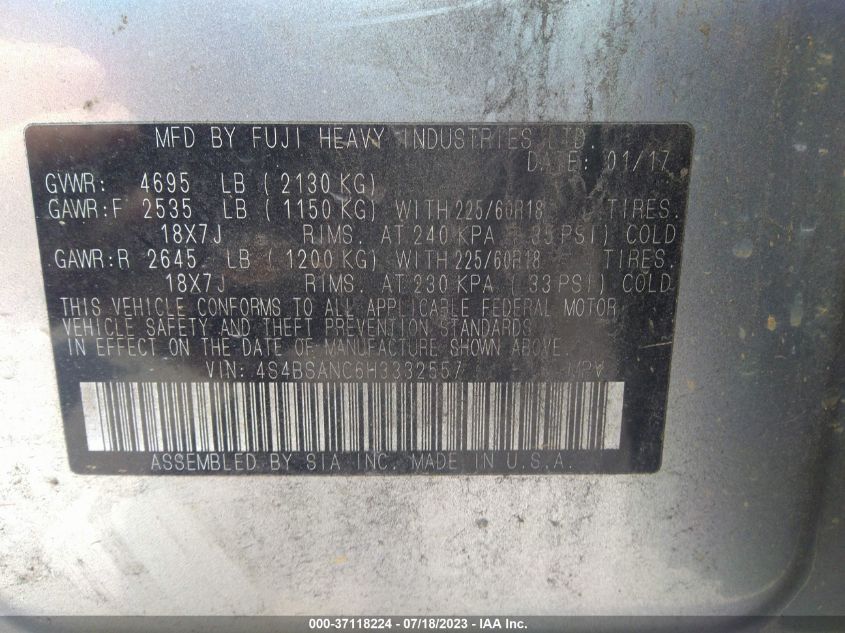 MFD BY FUJI HEAVY INDUSTRIES LTD.
DATE: 01/17
GVWR: 4695 LB ( 2130 KG)
GAWR:F 2535 LB ( 1150 KG) WITH 225/60R18 TIRES.
18X7J RIMS. AT 240 KPA ( 35 PSI) COLD
GAWR:R 2645 LB ( 1200 KG) WITH 225/60R18 TIRES.
18X7J RIMS. AT 230 KPA ( 33 PSI) COLD
THIS VEHICLE CONFORMS TO ALL APPLICABLE FEDERAL MOTOR
VEHICLE SAFETY AND THEFT PREVENTION STANDARDS
IN EFFECT ON THE DATE OF MANUFACTURE SHOWN ABOVE.
VIN: 4S4BSANC6H3332557 MPV
ASSEMBLED BY SIA INC. MADE IN U.S.A.
000-37118224 - 07/18/2023 - IAA Inc.